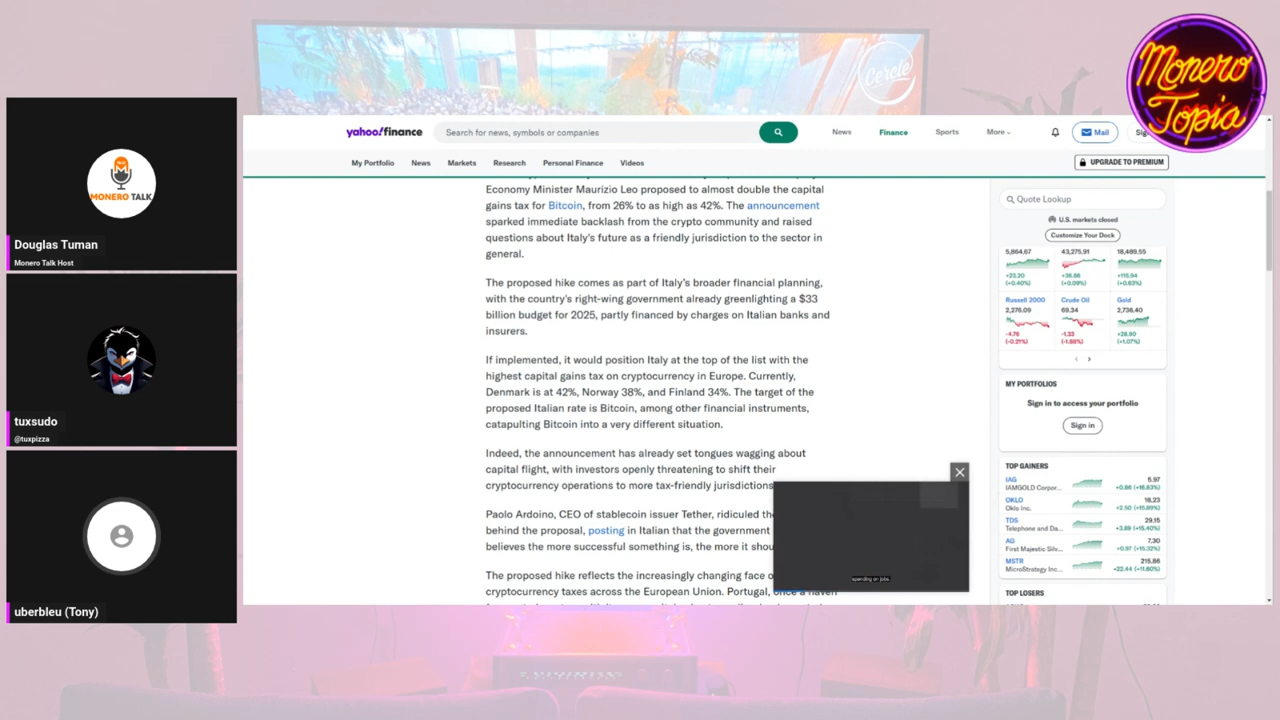 Cercle
Monero
Topia
MONERO TALK
Douglas Tuman
Monero Talk Host
tuxsudo
@tuxpizza
uberbleu (Tony)
yahoo!finance
Search for news, symbols or companies
News
Finance
Sports
More
Mail
My Portfolio
News
Markets
Research
Personal Finance
Videos
UPGRADE TO PREMIUM
Economy Minister Maurizio Leo proposed to almost double the capital
gains tax for Bitcoin, from 26% to as high as 42%. The announcement
sparked immediate backlash from the crypto community and raised
questions about Italy's future as a friendly jurisdiction to the sector in
general.
The proposed hike comes as part of Italy's broader financial planning,
with the country's right-wing government already greenlighting a $33
billion budget for 2025, partly financed by charges on Italian banks and
insurers.
If implemented, it would position Italy at the top of the list with the
highest capital gains tax on cryptocurrency in Europe. Currently,
Denmark is at 42%, Norway 38%, and Finland 34%. The target of the
proposed Italian rate is Bitcoin, among other financial instruments,
catapulting Bitcoin into a very different situation.
Indeed, the announcement has already set tongues wagging about
capital flight, with investors openly threatening to shift their
cryptocurrency operations to more tax-friendly jurisdictions
Paolo Ardoino, CEO of stablecoin issuer Tether, ridiculed the
behind the proposal, posting in Italian that the government
believes the more successful something is, the more it shou
The proposed hike reflects the increasingly changing face o
cryptocurrency taxes across the European Union. Portugal, once a haven
spending on jobs.
Quote Lookup
U.S. markets closed
Customize Your Dock
5,864.67
43,275.91
18,489.55
+23.20
+36.86
+115.94
(+0.40%)
(+0.09%)
(+0.63%)
Russell 2000
Crude Oil
Gold
2,276.09
69.34
2,736.40
-4.76
-1.33
+28.90
(-0.21%)
(-1.88%)
(+1.07%)
MY PORTFOLIOS
Sign in to access your portfolio
Sign in
TOP GAINERS
IAG 5.97
IAMGOLD Corpor... +0.86 (+16.83%)
OKLO 18.23
Oklo Inc. +2.50 (+15.89%)
TDS 29.15
Telephone and Da... +3.89 (+15.40%)
AG 7.30
First Majestic Silv... +0.97 (+15.32%)
MSTR 215.86
MicroStrategy Inc... +22.44 (+11.60%)
TOP LOSERS